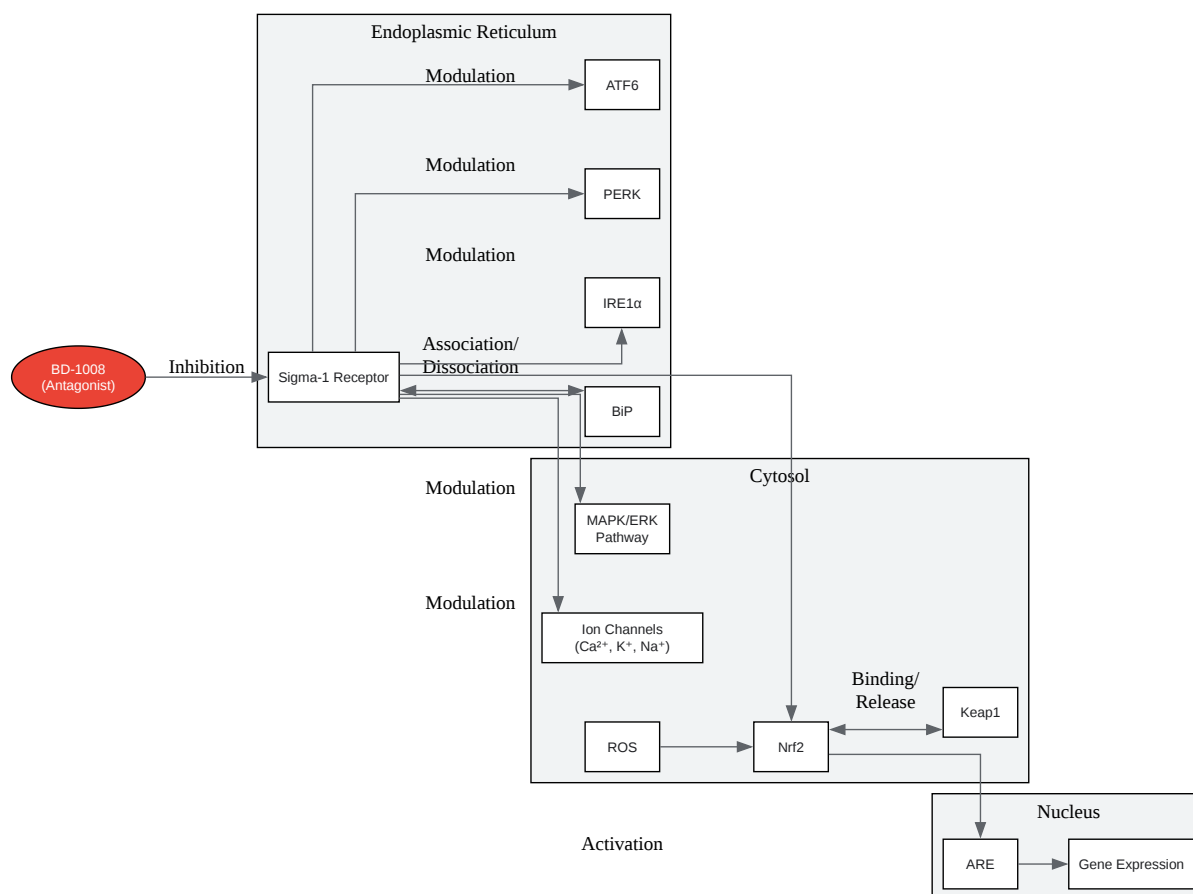 Endoplasmic Reticulum
Modulation
ATF6
Modulation
PERK
Modulation
IRE1α
Association/
Dissociation
BD-1008
(Antagonist)
Inhibition
Sigma-1 Receptor
BiP
Cytosol
Modulation
MAPK/ERK
Pathway
Modulation
Ion Channels
(Ca²⁺, K⁺, Na⁺)
Binding/
Release
Keap1
ROS
Nrf2
Nucleus
Activation
ARE
Gene Expression